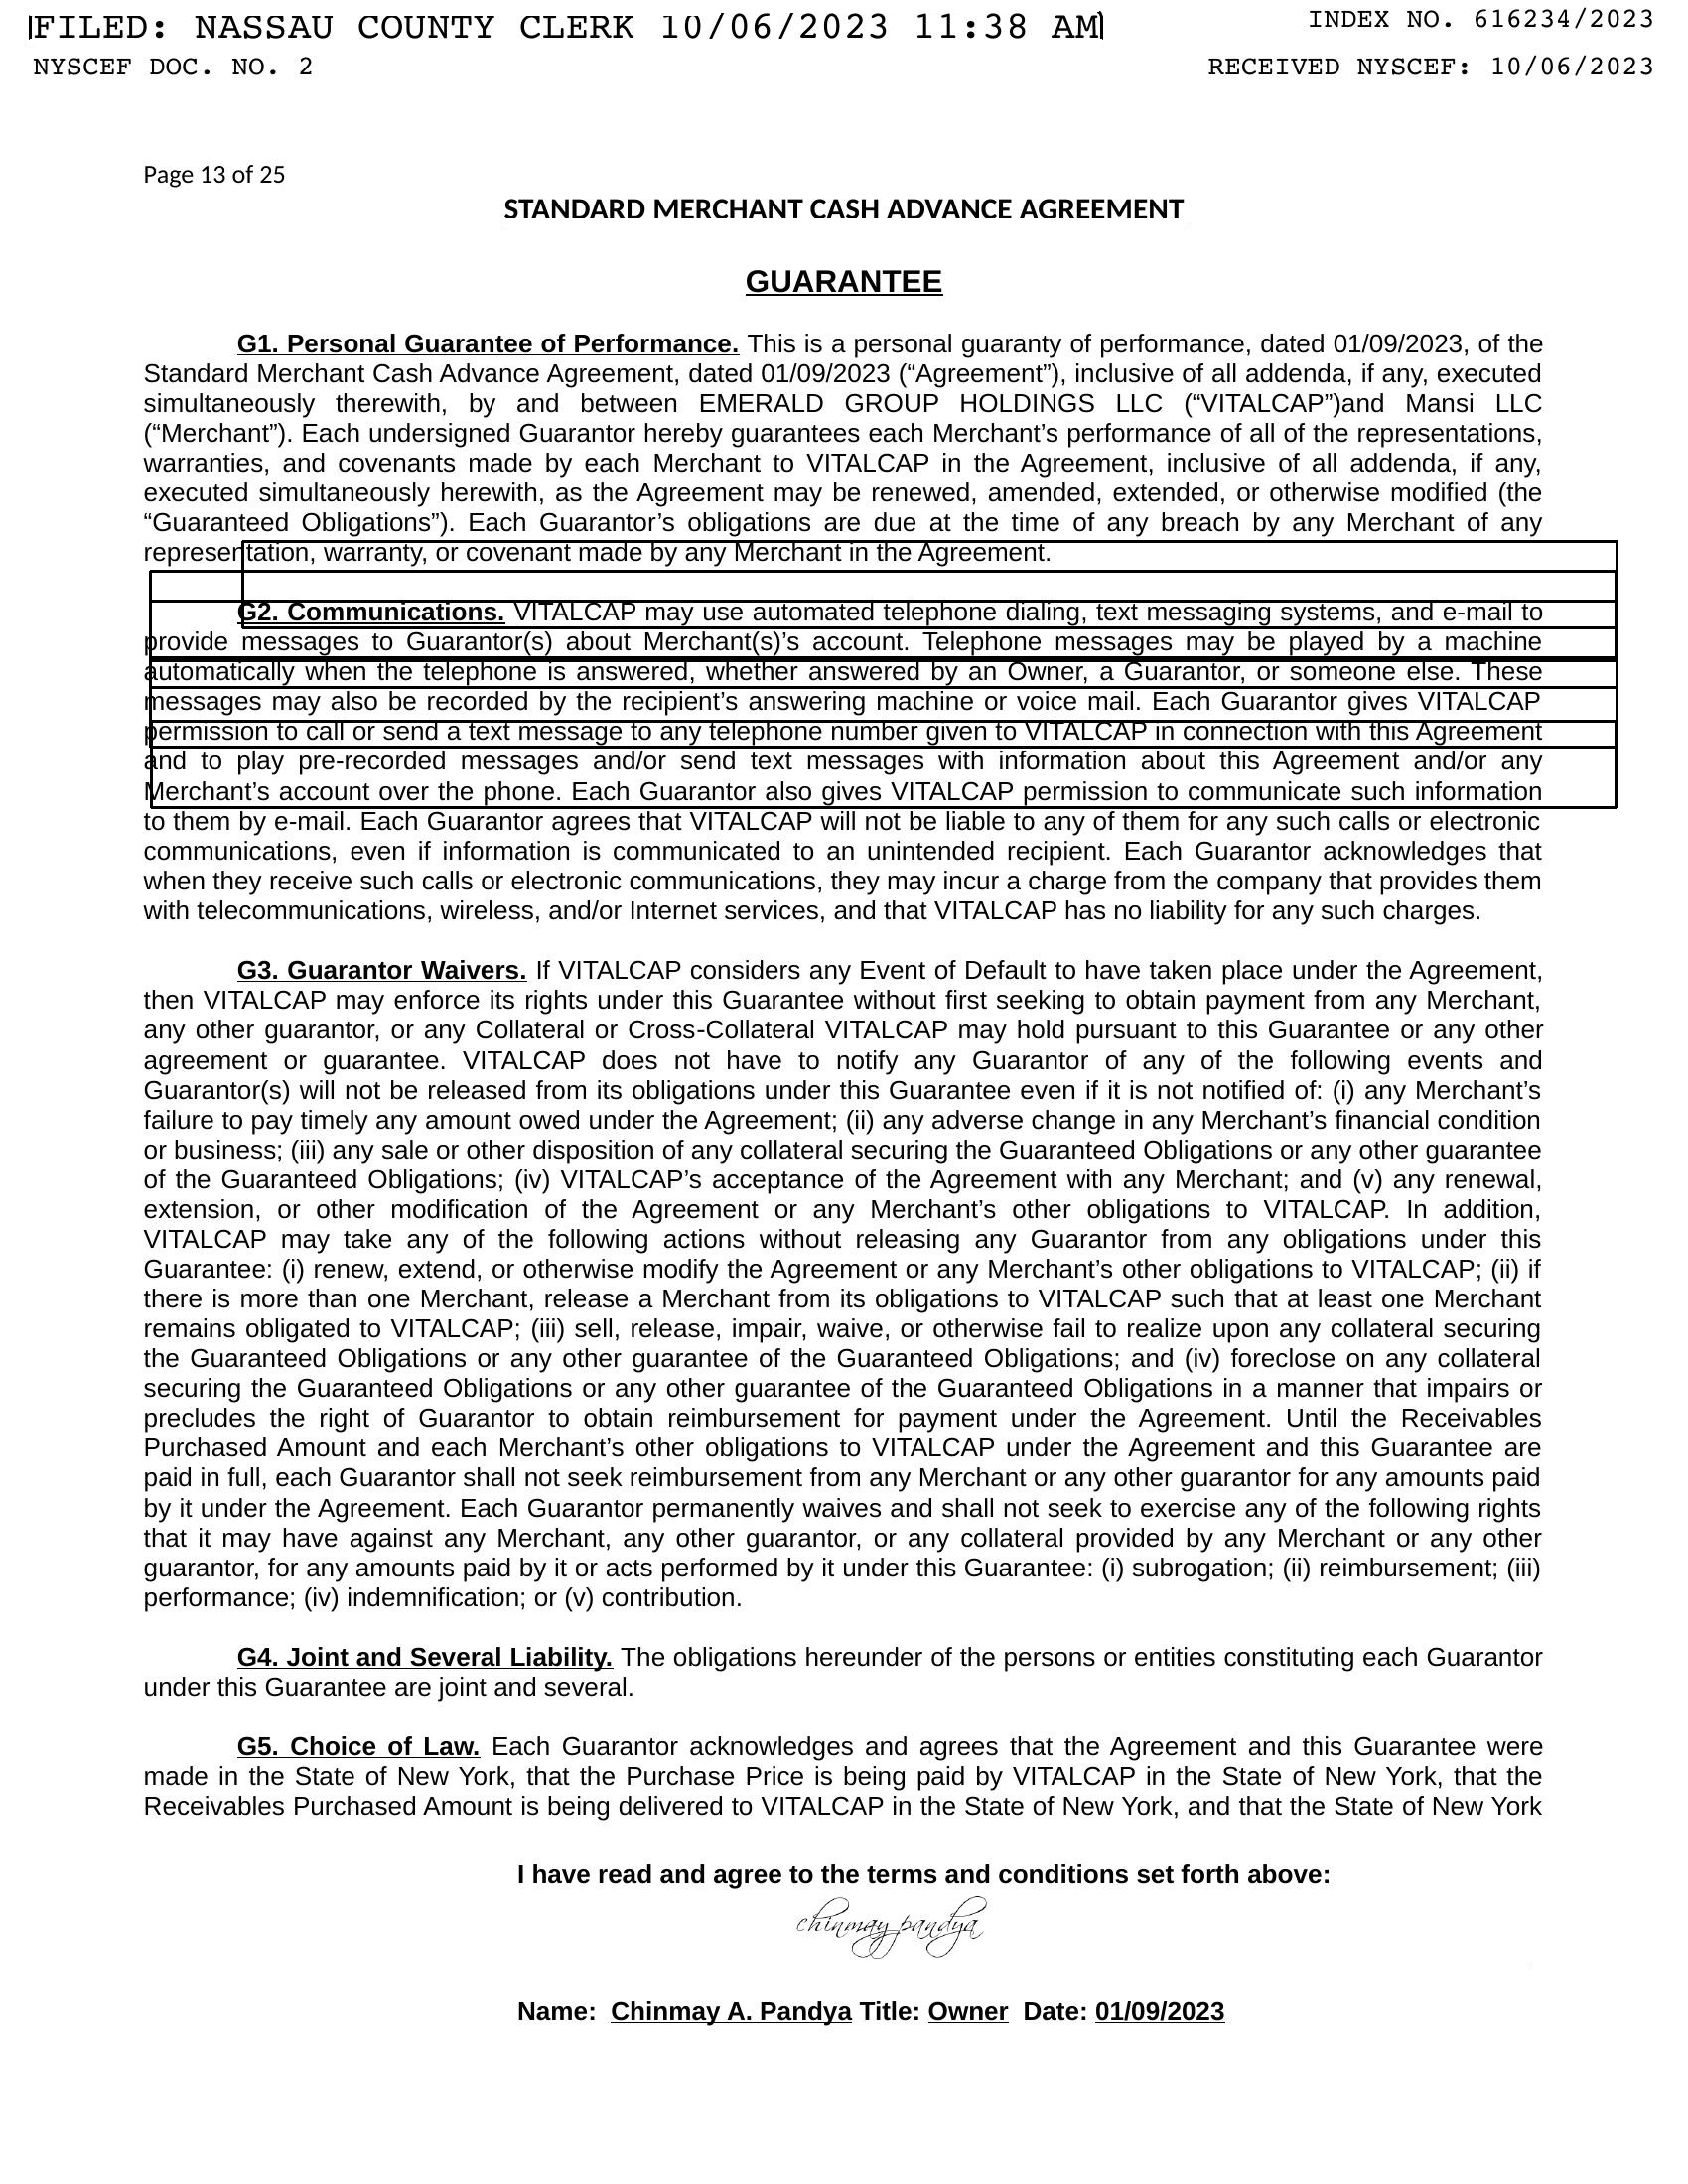 FILED: NASSAU COUNTY CLERK 10/06/2023 11:38 AM
INDEX NO. 616234/2023
NYSCEF DOC. NO. 2
RECEIVED NYSCEF: 10/06/2023
Page 13 of 25
STANDARD MERCHANT CASH ADVANCE AGREEMENT
GUARANTEE
G1. Personal Guarantee of Performance. This is a personal guaranty of performance, dated 01/09/2023, of the
Standard Merchant Cash Advance Agreement, dated 01/09/2023 (“Agreement”), inclusive of all addenda, if any, executed
simultaneously therewith, by and between EMERALD GROUP HOLDINGS LLC (“VITALCAP”)and Mansi LLC
(“Merchant”). Each undersigned Guarantor hereby guarantees each Merchant’s performance of all of the representations,
warranties, and covenants made by each Merchant to VITALCAP in the Agreement, inclusive of all addenda, if any,
executed simultaneously herewith, as the Agreement may be renewed, amended, extended, or otherwise modified (the
“Guaranteed Obligations”). Each Guarantor’s obligations are due at the time of any breach by any Merchant of any
representation, warranty, or covenant made by any Merchant in the Agreement.
G2. Communications. VITALCAP may use automated telephone dialing, text messaging systems, and e-mail to
provide messages to Guarantor(s) about Merchant(s)’s account. Telephone messages may be played by a machine
automatically when the telephone is answered, whether answered by an Owner, a Guarantor, or someone else. These
messages may also be recorded by the recipient’s answering machine or voice mail. Each Guarantor gives VITALCAP
permission to call or send a text message to any telephone number given to VITALCAP in connection with this Agreement
and to play pre-recorded messages and/or send text messages with information about this Agreement and/or any
Merchant’s account over the phone. Each Guarantor also gives VITALCAP permission to communicate such information
to them by e-mail. Each Guarantor agrees that VITALCAP will not be liable to any of them for any such calls or electronic
communications, even if information is communicated to an unintended recipient. Each Guarantor acknowledges that
when they receive such calls or electronic communications, they may incur a charge from the company that provides them
with telecommunications, wireless, and/or Internet services, and that VITALCAP has no liability for any such charges.
G3. Guarantor Waivers. If VITALCAP considers any Event of Default to have taken place under the Agreement,
then VITALCAP may enforce its rights under this Guarantee without first seeking to obtain payment from any Merchant,
any other guarantor, or any Collateral or Cross-Collateral VITALCAP may hold pursuant to this Guarantee or any other
agreement or guarantee. VITALCAP does not have to notify any Guarantor of any of the following events and
Guarantor(s) will not be released from its obligations under this Guarantee even if it is not notified of: (i) any Merchant’s
failure to pay timely any amount owed under the Agreement; (ii) any adverse change in any Merchant’s financial condition
or business; (iii) any sale or other disposition of any collateral securing the Guaranteed Obligations or any other guarantee
of the Guaranteed Obligations; (iv) VITALCAP’s acceptance of the Agreement with any Merchant; and (v) any renewal,
extension, or other modification of the Agreement or any Merchant’s other obligations to VITALCAP. In addition,
VITALCAP may take any of the following actions without releasing any Guarantor from any obligations under this
Guarantee: (i) renew, extend, or otherwise modify the Agreement or any Merchant’s other obligations to VITALCAP; (ii) if
there is more than one Merchant, release a Merchant from its obligations to VITALCAP such that at least one Merchant
remains obligated to VITALCAP; (iii) sell, release, impair, waive, or otherwise fail to realize upon any collateral securing
the Guaranteed Obligations or any other guarantee of the Guaranteed Obligations; and (iv) foreclose on any collateral
securing the Guaranteed Obligations or any other guarantee of the Guaranteed Obligations in a manner that impairs or
precludes the right of Guarantor to obtain reimbursement for payment under the Agreement. Until the Receivables
Purchased Amount and each Merchant’s other obligations to VITALCAP under the Agreement and this Guarantee are
paid in full, each Guarantor shall not seek reimbursement from any Merchant or any other guarantor for any amounts paid
by it under the Agreement. Each Guarantor permanently waives and shall not seek to exercise any of the following rights
that it may have against any Merchant, any other guarantor, or any collateral provided by any Merchant or any other
guarantor, for any amounts paid by it or acts performed by it under this Guarantee: (i) subrogation; (ii) reimbursement; (iii)
performance; (iv) indemnification; or (v) contribution.
G4. Joint and Several Liability. The obligations hereunder of the persons or entities constituting each Guarantor
under this Guarantee are joint and several.
G5. Choice of Law. Each Guarantor acknowledges and agrees that the Agreement and this Guarantee were
made in the State of New York, that the Purchase Price is being paid by VITALCAP in the State of New York, that the
Receivables Purchased Amount is being delivered to VITALCAP in the State of New York, and that the State of New York
I have read and agree to the terms and conditions set forth above:
chinmay pandya
Name: Chinmay A. Pandya Title: Owner Date: 01/09/2023